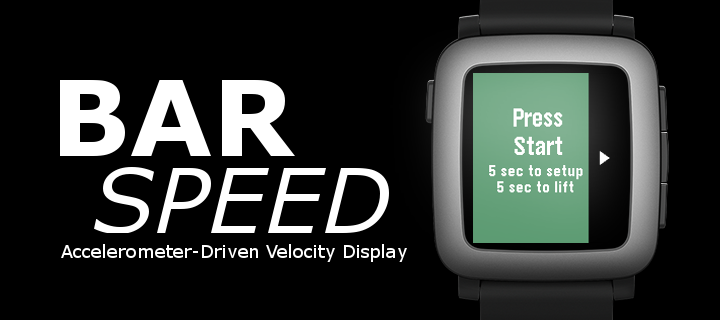 BAR
SPEED
Accelerometer-Driven Velocity Display
Press
Start
5 sec to setup
5 sec to lift